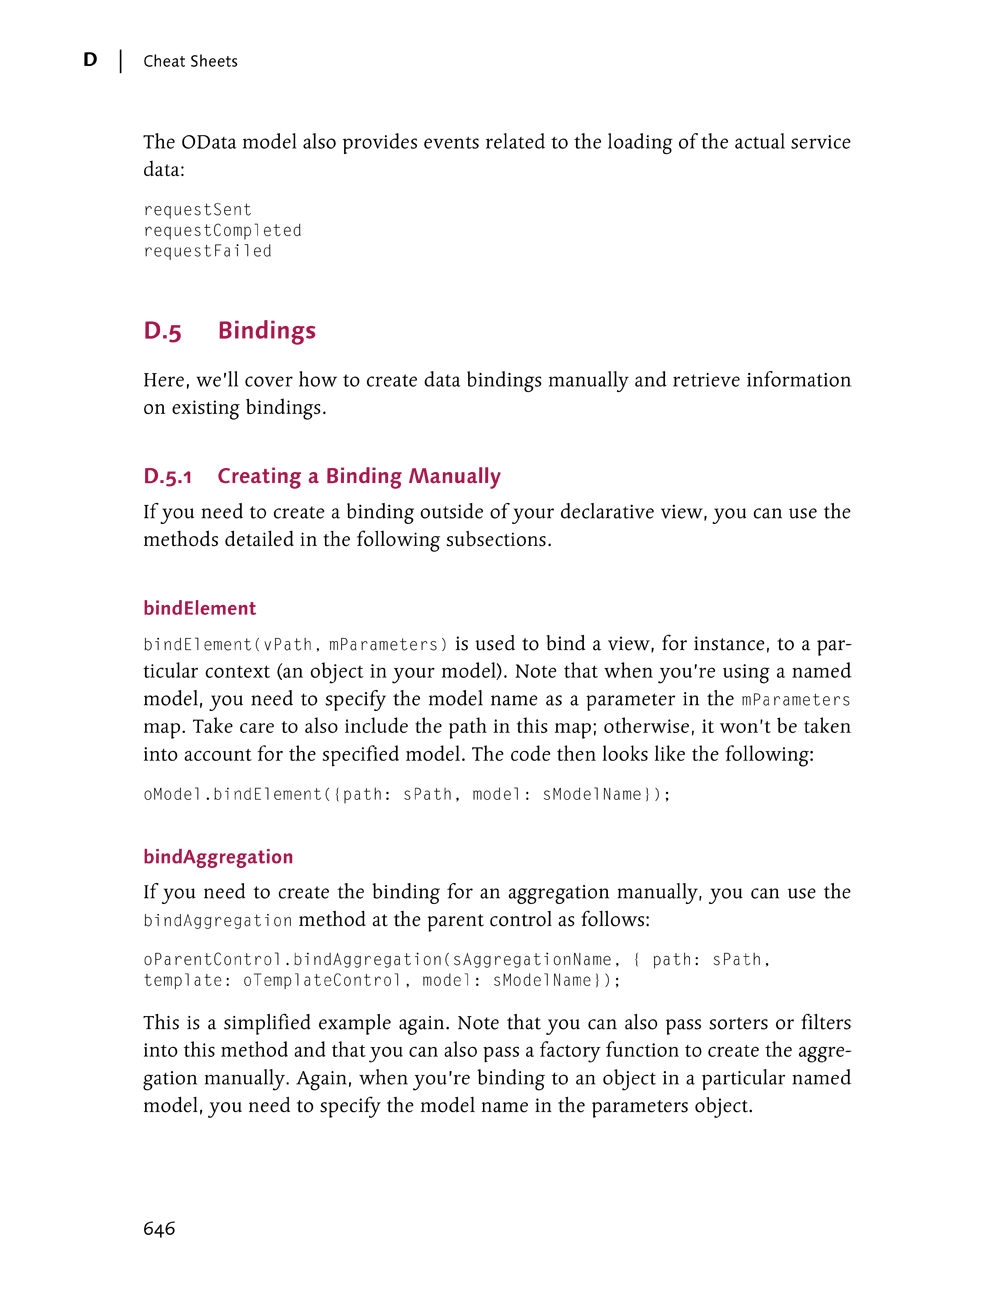 D | Cheat Sheets
The OData model also provides events related to the loading of the actual service
data:
requestSent
requestCompleted
requestFailed
D.5 Bindings
Here, we'll cover how to create data bindings manually and retrieve information
on existing bindings.
D.5.1 Creating a Binding Manually
If you need to create a binding outside of your declarative view, you can use the
methods detailed in the following subsections.
bindElement
bindElement(vPath, mParameters) is used to bind a view, for instance, to a par-
ticular context (an object in your model). Note that when you're using a named
model, you need to specify the model name as a parameter in the mParameters
map. Take care to also include the path in this map; otherwise, it won't be taken
into account for the specified model. The code then looks like the following:
oModel.bindElement({path: sPath, model: sModelName});
bindAggregation
If you need to create the binding for an aggregation manually, you can use the
bindAggregation method at the parent control as follows:
oParentControl.bindAggregation(sAggregationName, { path: sPath,
template: oTemplateControl, model: sModelName});
This is a simplified example again. Note that you can also pass sorters or filters
into this method and that you can also pass a factory function to create the aggre-
gation manually. Again, when you're binding to an object in a particular named
model, you need to specify the model name in the parameters object.
646